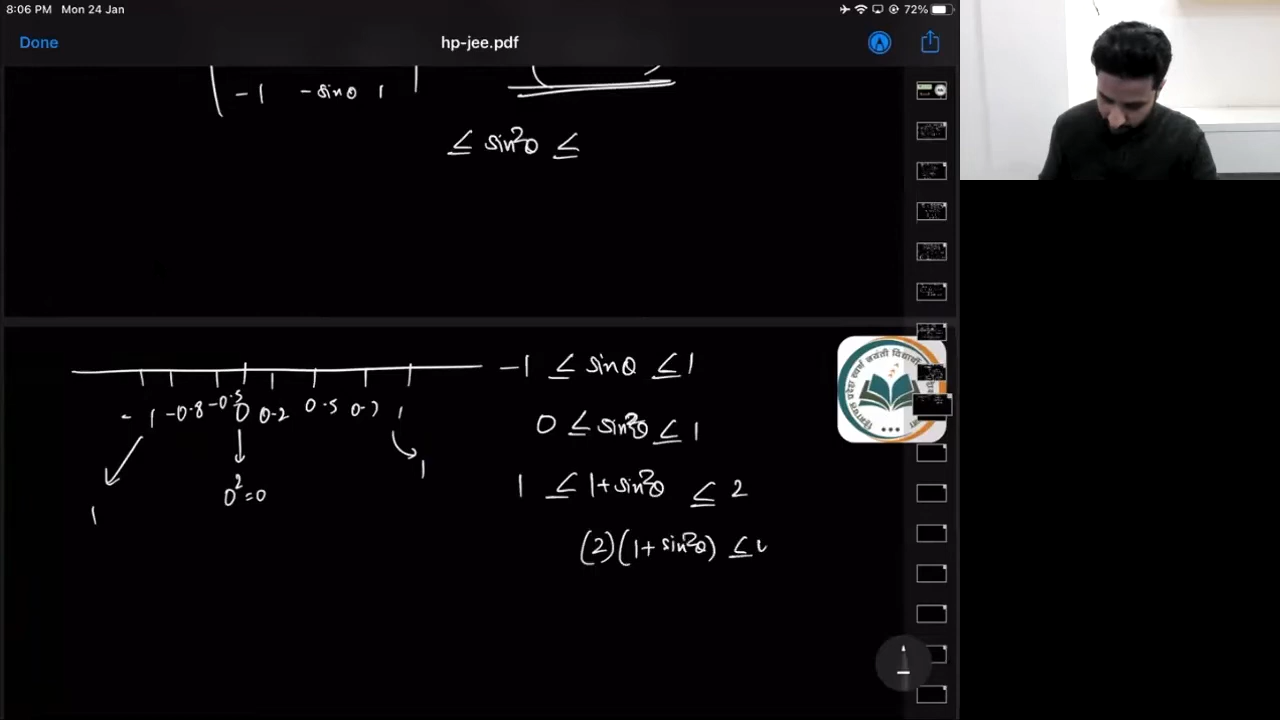 8:06 PM Mon 24 Jan
72%
Done
hp-jee.pdf
-1 -sinθ 1
≤ sin²θ ≤
-1 ≤ sinθ ≤ 1
-1 -0.8 -0.5 0 0.2 0.5 0.7 1
0 ≤ sin²θ ≤ 1
1
1 ≤ 1+sin²θ ≤ 2
0²=0
1
(2)(1+sin²θ) ≤